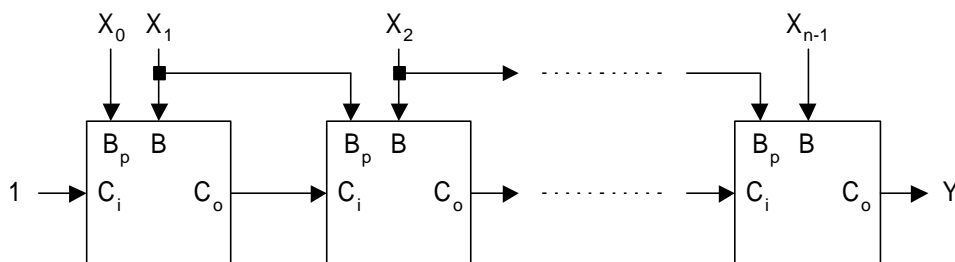 X0 X1 X2 Xn-1
Bp B Bp B Bp B
1 Ci Co Ci Co Ci Co Y